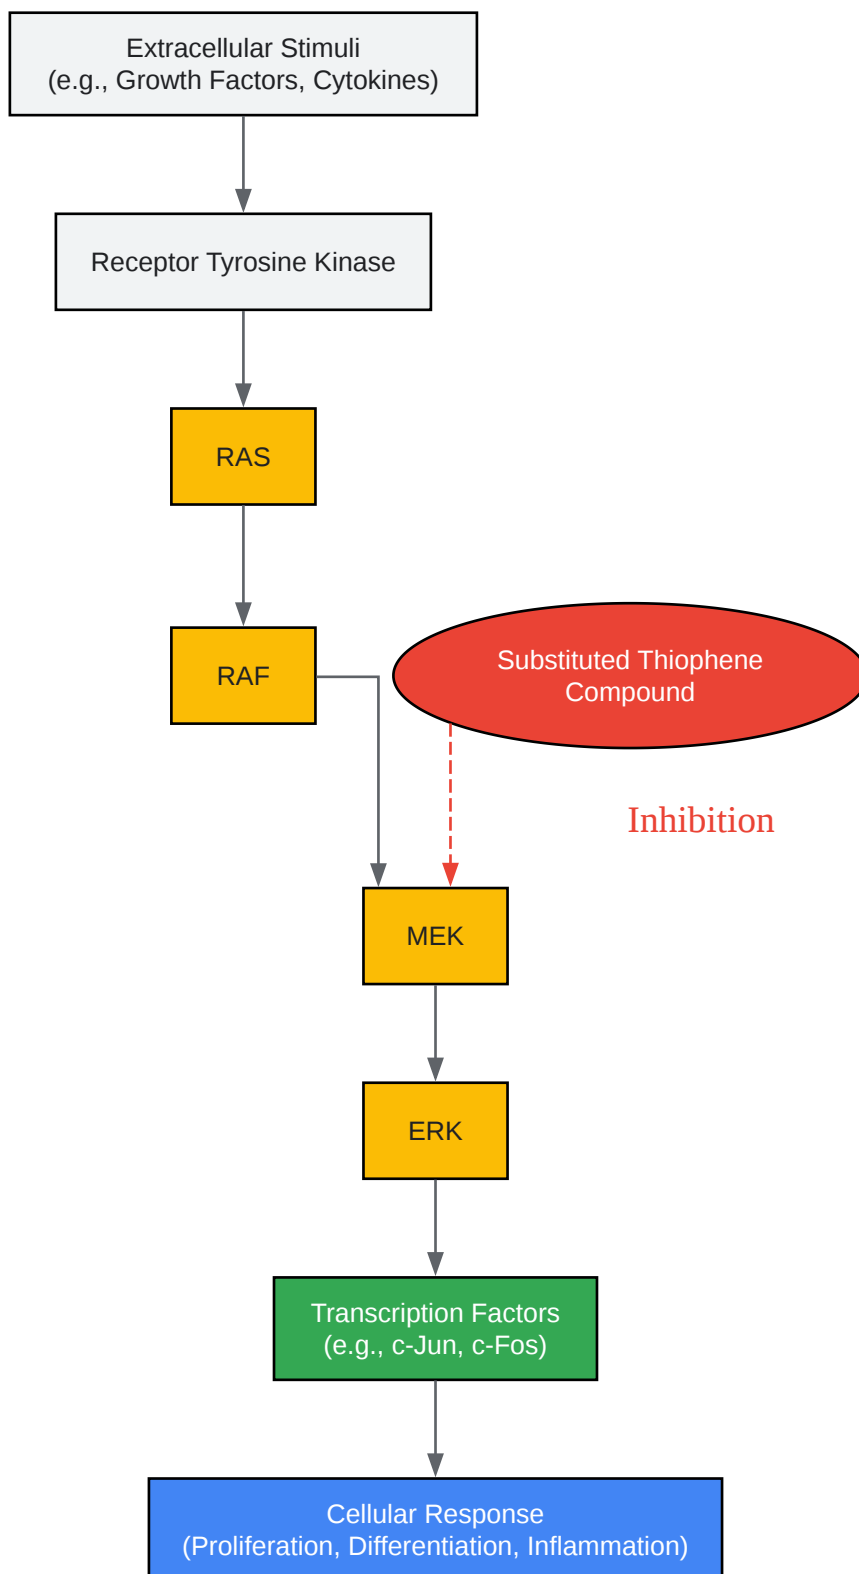 Extracellular Stimuli
(e.g., Growth Factors, Cytokines)
Receptor Tyrosine Kinase
RAS
RAF
Substituted Thiophene
Compound
Inhibition
MEK
ERK
Transcription Factors
(e.g., c-Jun, c-Fos)
Cellular Response
(Proliferation, Differentiation, Inflammation)